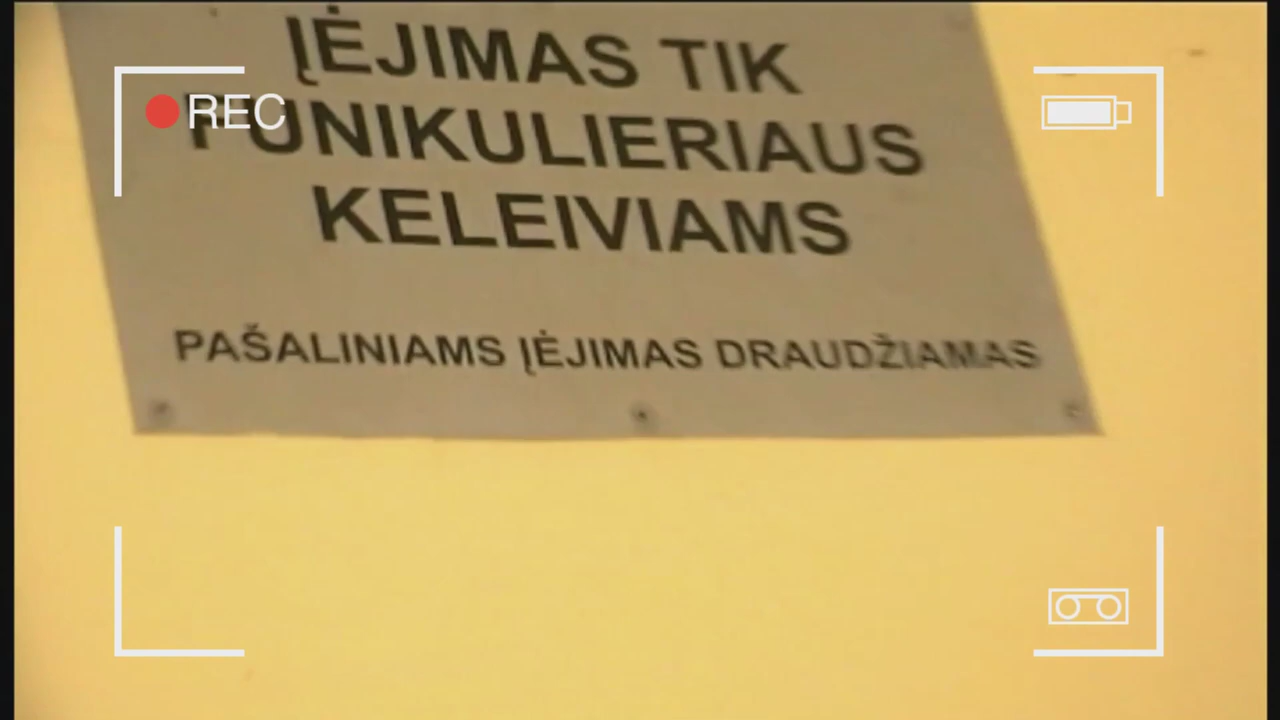 ĮĖJIMAS TIK
REC
FUNIKULIERIAUS
KELEIVIAMS
PAŠALINIAMS ĮĖJIMAS DRAUDŽIAMAS